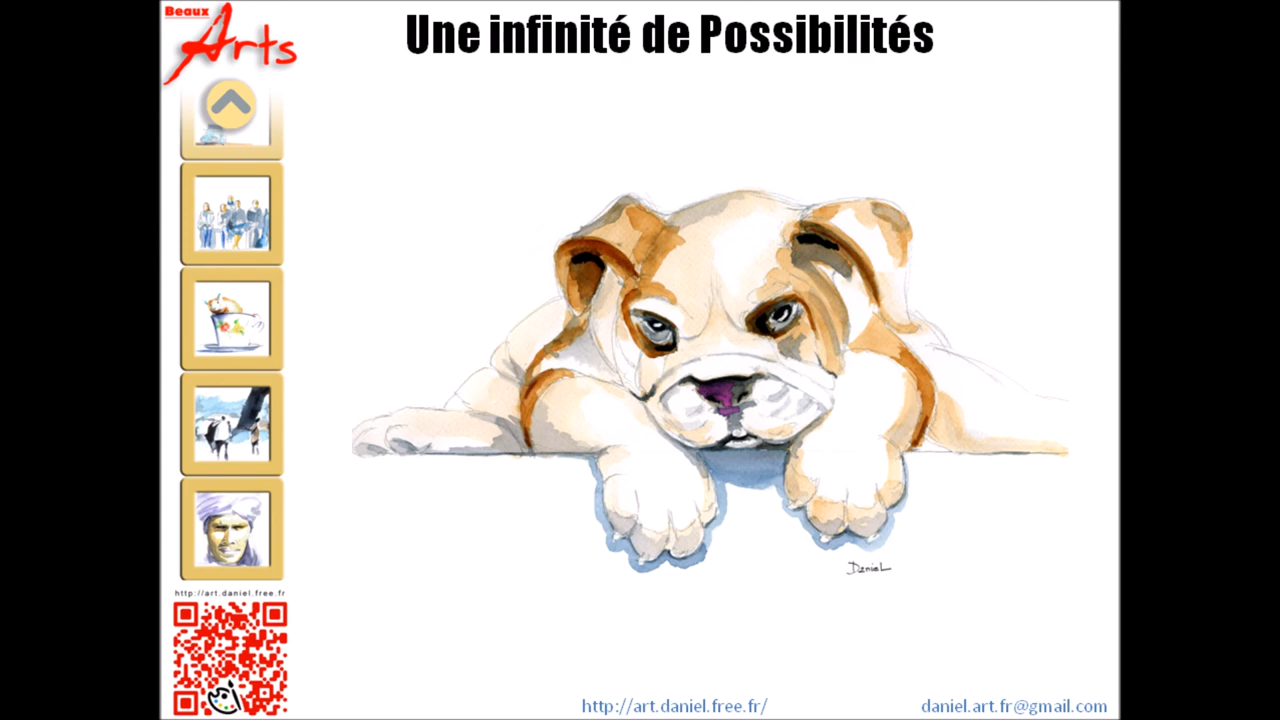 Beaux
Arts
Une infinité de Possibilités
Daniel
http://art.daniel.free.fr
http://art.daniel.free.fr/
daniel.art.fr@gmail.com